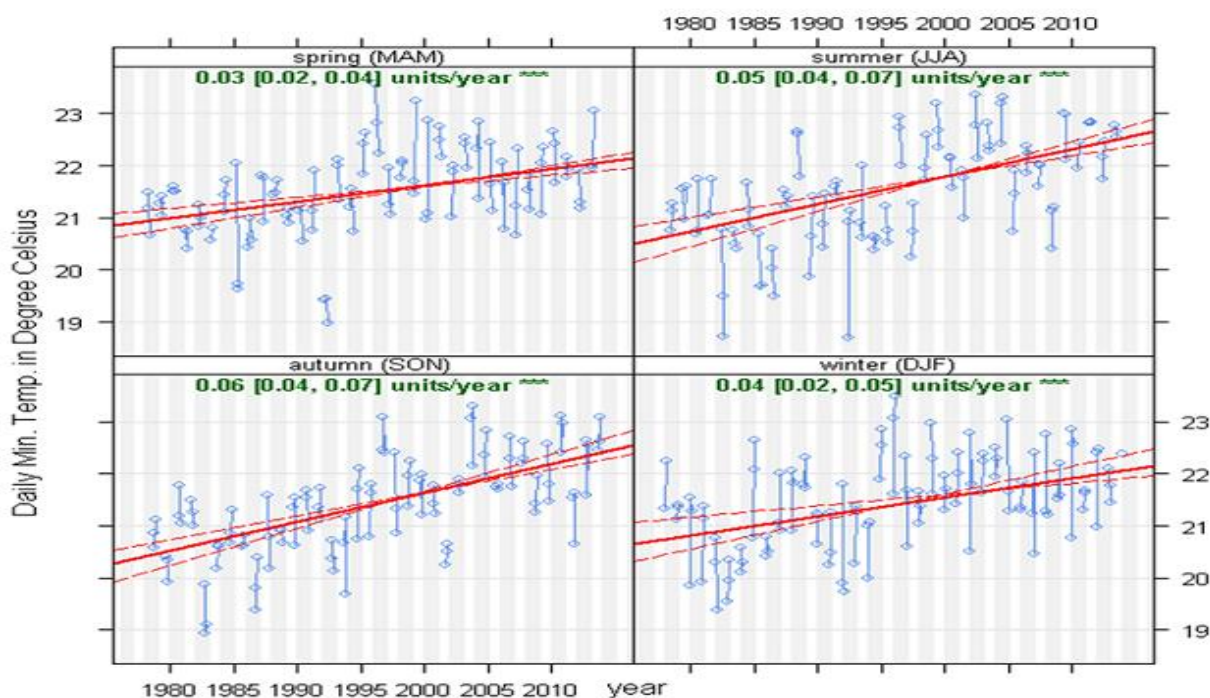 1980 1985 1990 1995 2000 2005 2010
spring (MAM)
summer (JJA)
0.03 [0.02, 0.04] units/year ***
0.05 [0.04, 0.07] units/year ***
23
22
21
20
19
autumn (SON)
winter (DJF)
0.06 [0.04, 0.07] units/year ***
0.04 [0.02, 0.05] units/year ***
23
22
21
20
19
Daily Min. Temp. in Degree Celsius
1980 1985 1990 1995 2000 2005 2010 year